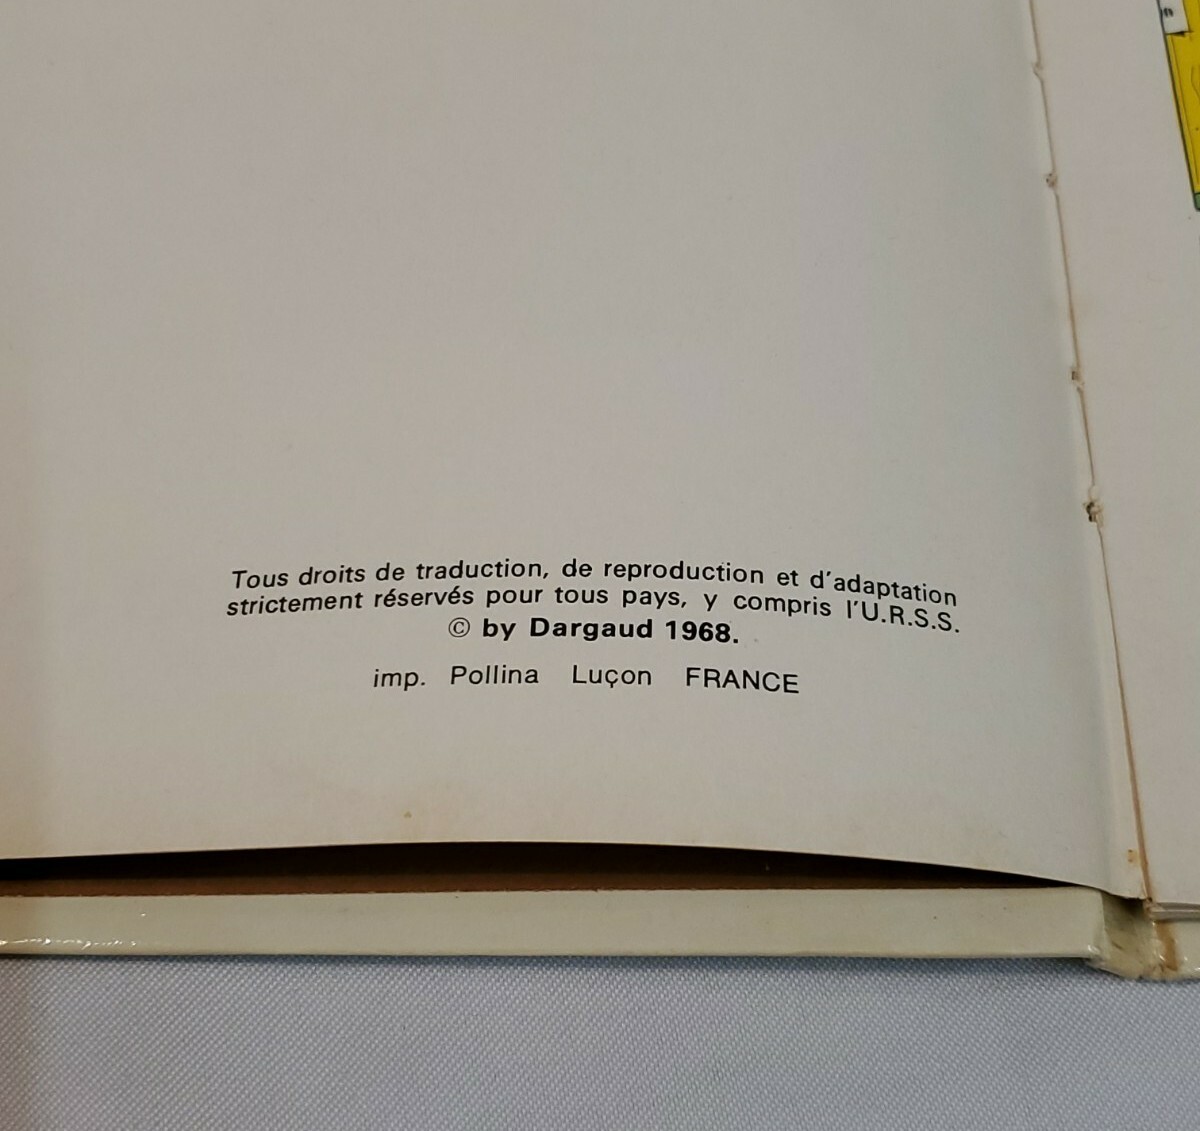 Tous droits de traduction, de reproduction et d'adaptation
strictement réservés pour tous pays, y compris l'U.R.S.S.
© by Dargaud 1968.
imp. Pollina Luçon FRANCE